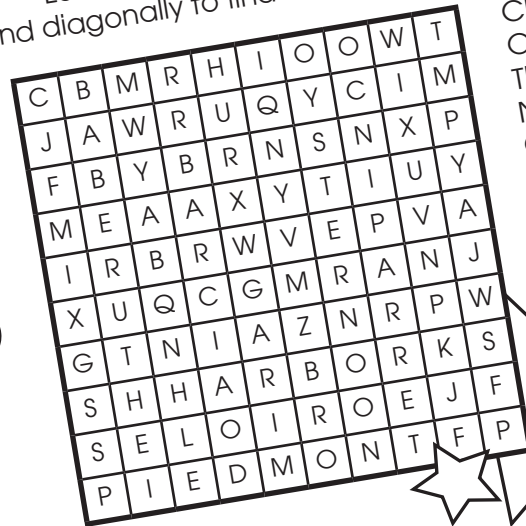 nd diagonally to find
C B M R H I O O W T
J A W R U Q Y C I M
F B Y B R N S N X P
M E A A X Y T I U Y
I R B R W V E P V A
X U Q C G M R A N J
G T N I A Z N R P W
S H H A R B O R K S
S E L O I R O E J F
P I E D M O N T F P